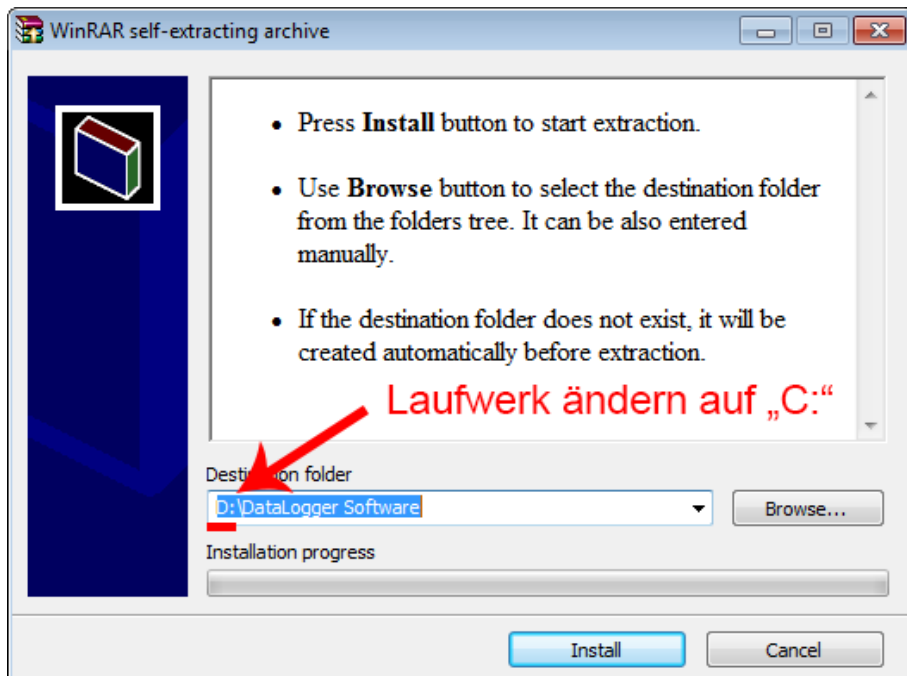 WinRAR self-extracting archive
• Press Install button to start extraction.
• Use Browse button to select the destination folder
from the folders tree. It can be also entered
manually.
• If the destination folder does not exist, it will be
created automatically before extraction.
Laufwerk ändern auf „C:“
Destination folder
D:\DataLogger Software
Browse...
Installation progress
Install
Cancel